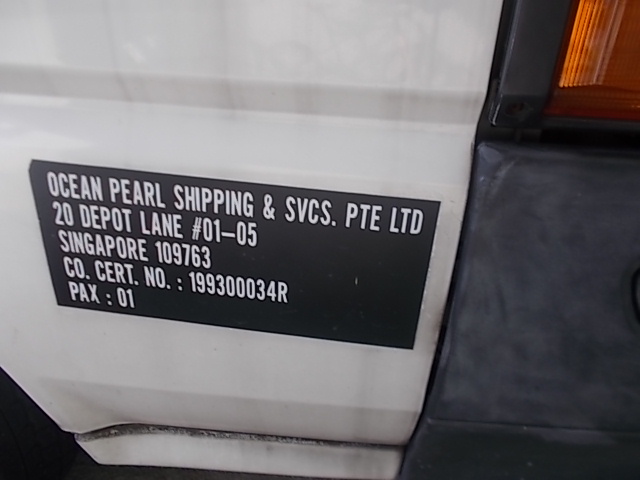 OCEAN PEARL SHIPPING & SVCS. PTE LTD
20 DEPOT LANE #01-05
SINGAPORE 109763
CO. CERT. NO. : 199300034R
PAX : 01